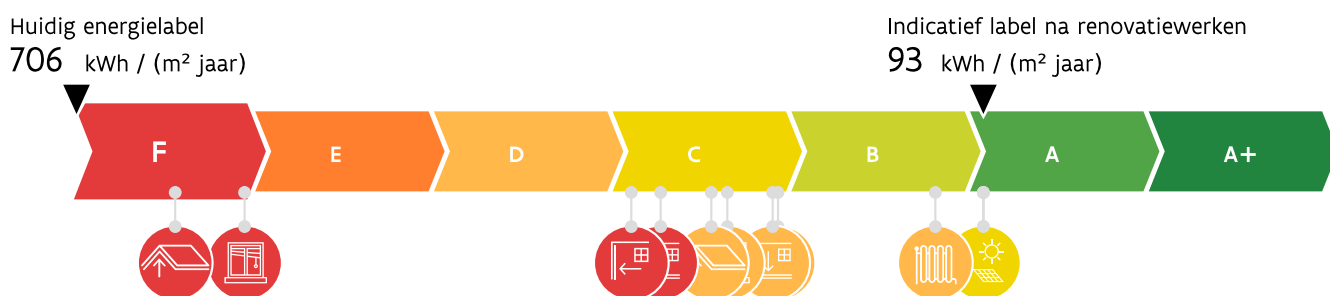 Huidig energielabel
706 kWh / (m² jaar)
Indicatief label na renovatiewerken
93 kWh / (m² jaar)
F E D C B A A+